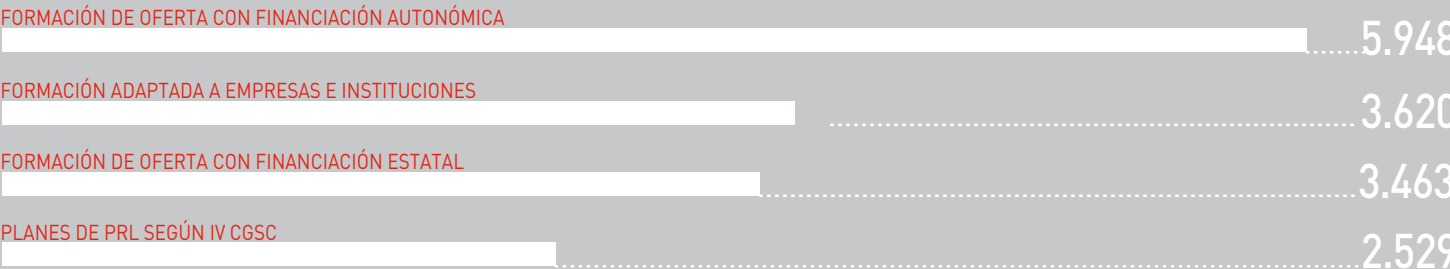 FORMACIÓN DE OFERTA CON FINANCIACIÓN AUTONÓMICA
5.948
FORMACIÓN ADAPTADA A EMPRESAS E INSTITUCIONES
3.620
FORMACIÓN DE OFERTA CON FINANCIACIÓN ESTATAL
3.463
PLANES DE PRL SEGÚN IV CGSC
2.529